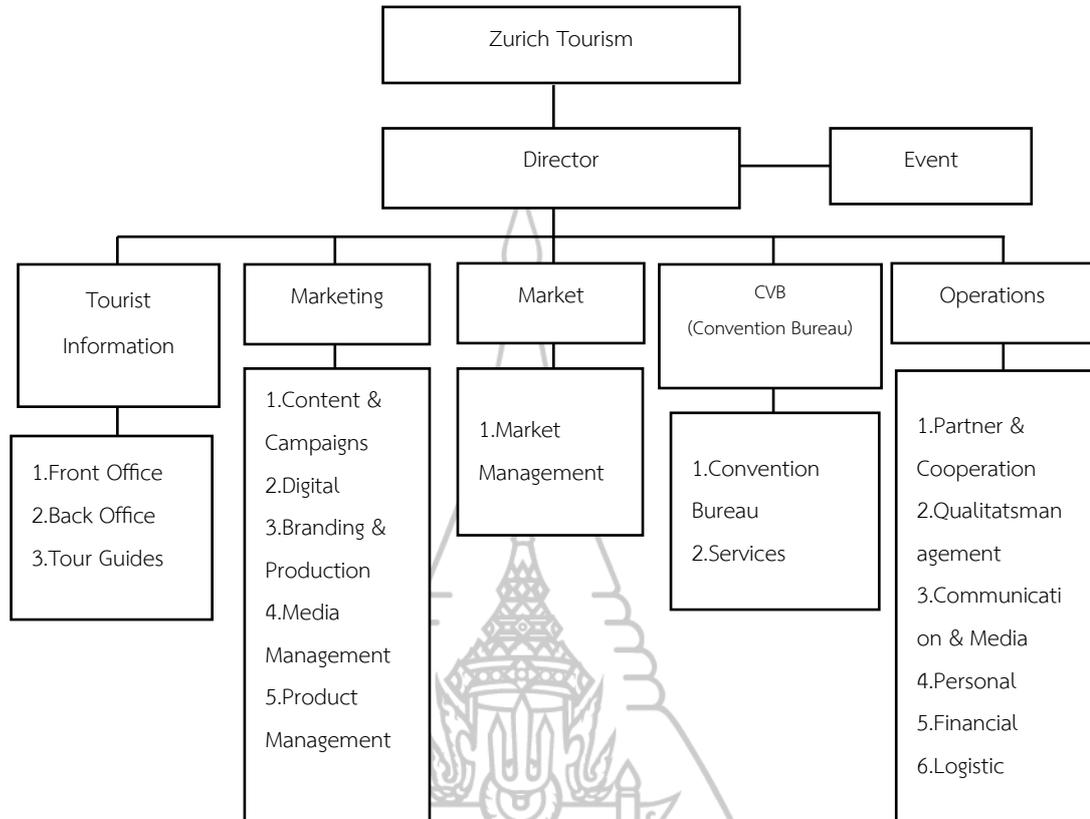 Zurich Tourism
Director
Event
Tourist
Information
Marketing
Market
CVB
(Convention Bureau)
Operations
1.Front Office
2.Back Office
3.Tour Guides
1.Content &
Campaigns
2.Digital
3.Branding &
Production
4.Media
Management
5.Product
Management
1.Market
Management
1.Convention
Bureau
2.Services
1.Partner &
Cooperation
2.Qualitatsman
agement
3.Communicati
on & Media
4.Personal
5.Financial
6.Logistic